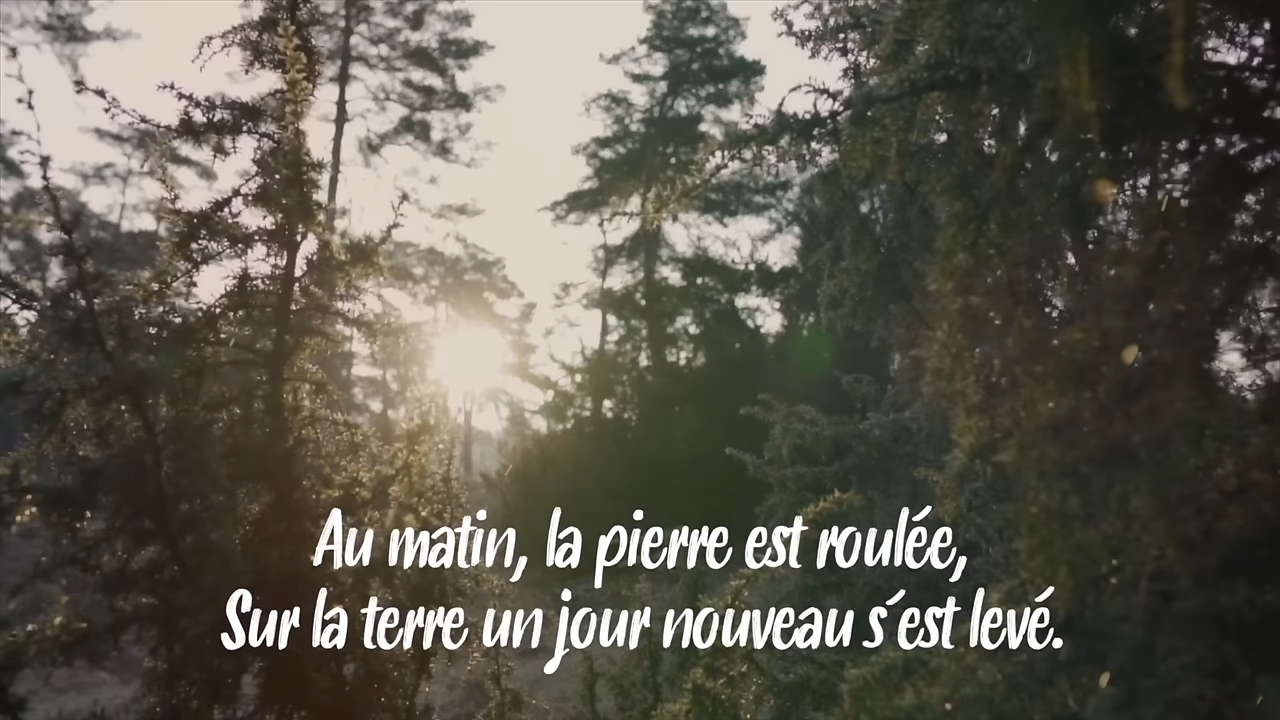 Au matin, la pierre est roulée,
Sur la terre un jour nouveau s'est levé.